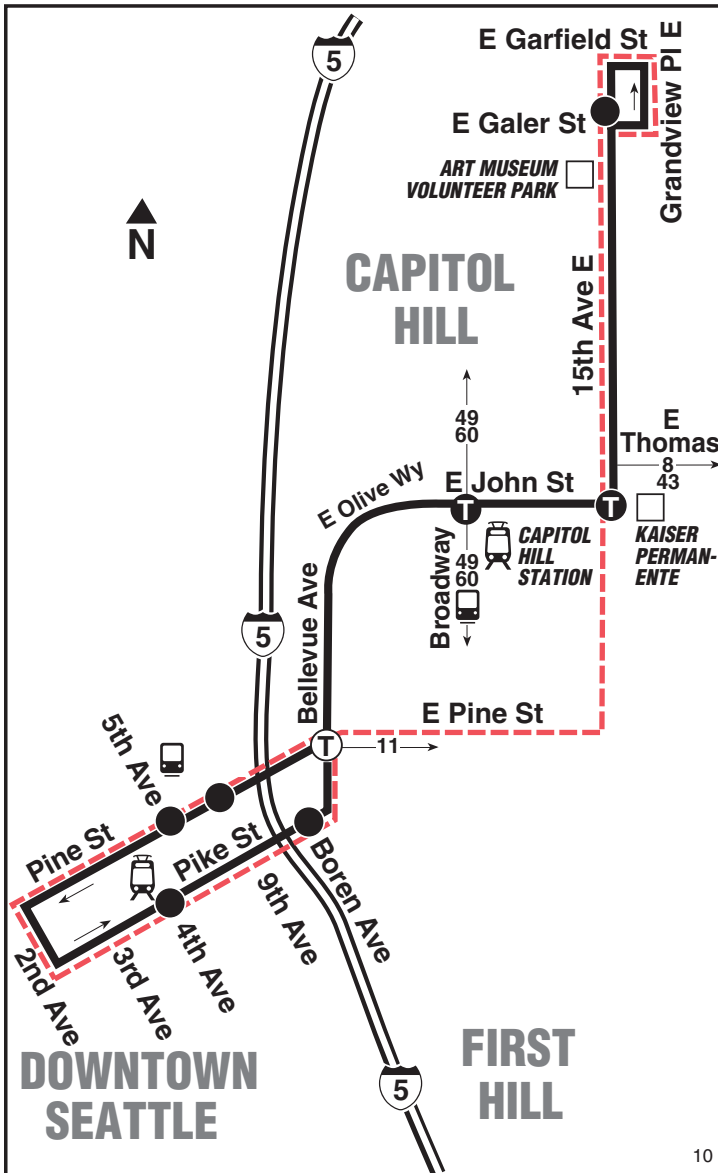 5
E Garfield St
Grandview Pl E
E Galer St
ART MUSEUM
VOLUNTEER PARK
N
CAPITOL
HILL
15th Ave E
49
60
E
Thomas
8
43
E Olive Wy
E John St
T
T
CAPITOL
HILL
STATION
KAISER
PERMAN-
ENTE
49
60
Broadway
5
Bellevue Ave
E Pine St
T
11
5th Ave
Pine St
Pike St
Boren Ave
9th Ave
4th Ave
3rd Ave
2nd Ave
DOWNTOWN
SEATTLE
FIRST
HILL
5
10